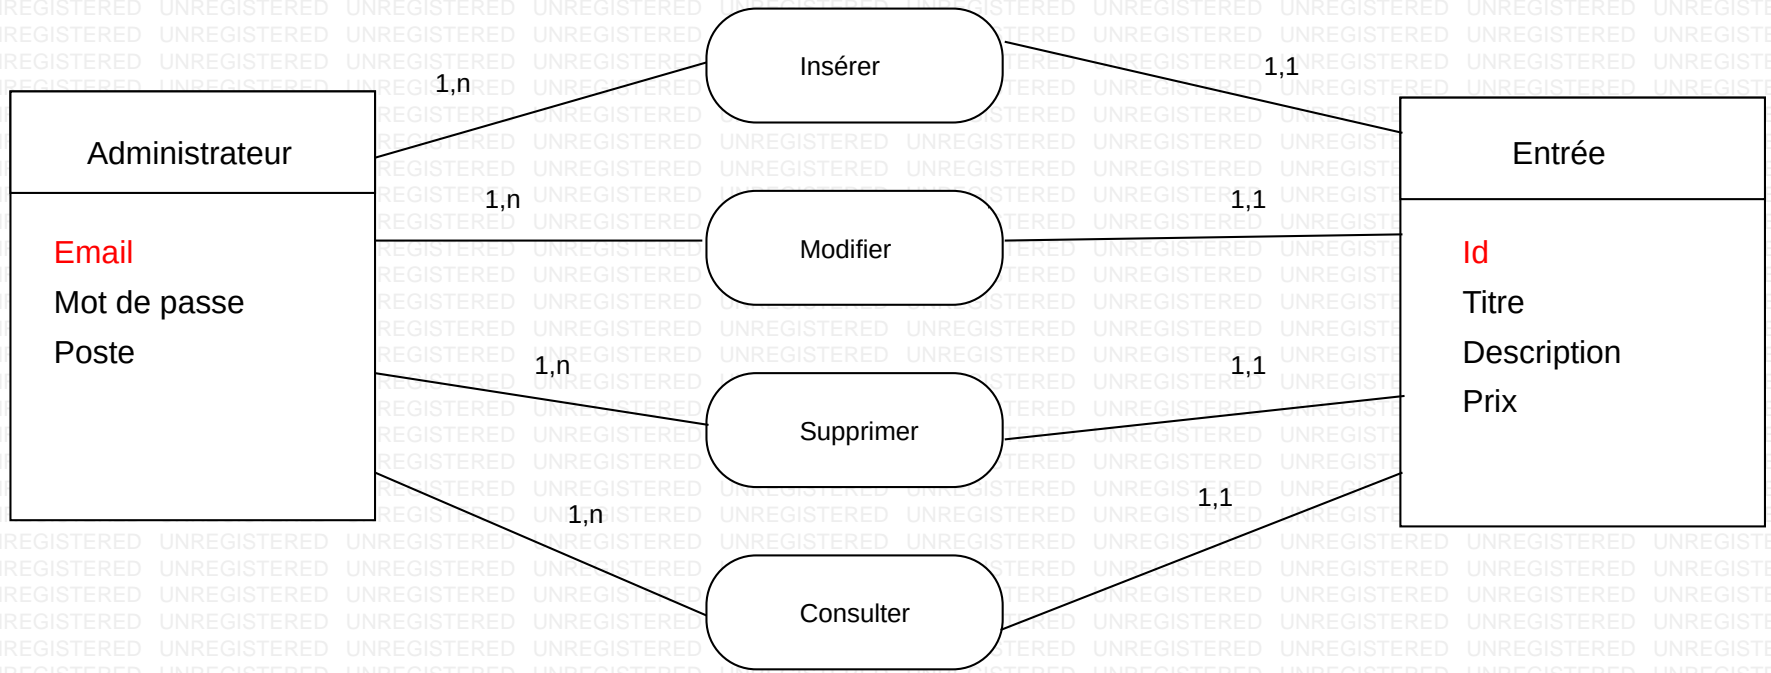 Insérer
1,n
1,1
Administrateur
Entrée
1,n
Modifier
1,1
Email
Mot de passe
Poste
Id
Titre
Description
Prix
1,n
Supprimer
1,1
1,n
Consulter
1,1
UNREGISTERED